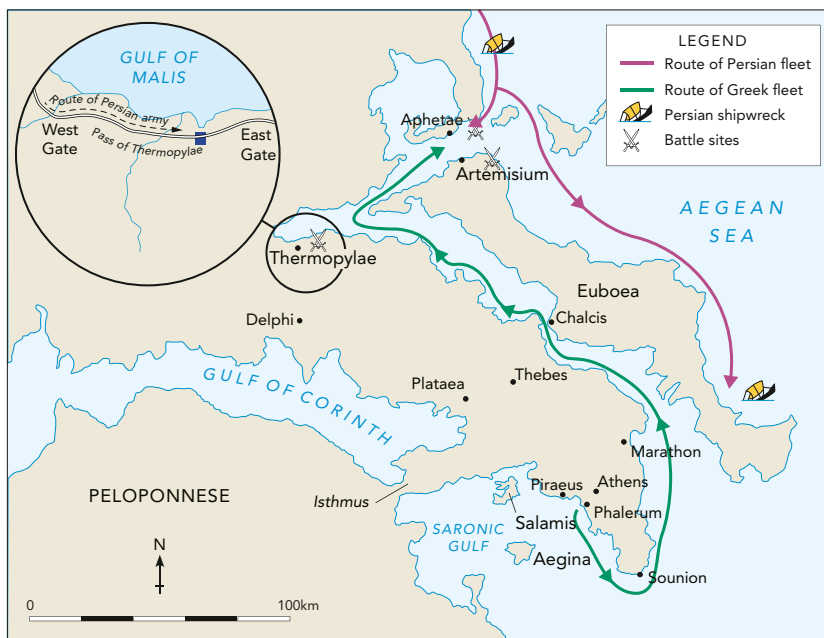 GULF OF
MALIS
Route of Persian army
West
Gate
Pass of Thermopylae
East
Gate
LEGEND
Route of Persian fleet
Route of Greek fleet
Persian shipwreck
Battle sites
Aphetae
Artemisium
AEGEAN
SEA
Thermopylae
Euboea
Delphi
Chalcis
GULF OF CORINTH
Thebes
Plataea
Marathon
PELOPONNESE
Isthmus
Piraeus
Athens
Phalerum
Salamis
SARONIC
GULF
Aegina
Sounion
N
0
100km